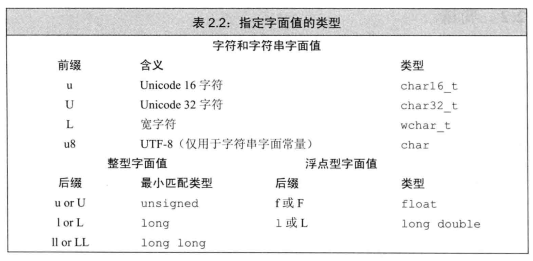 表 2.2：指定字面值的类型
字符和字符串字面值
前缀 含义 类型
u Unicode 16 字符 char16_t
U Unicode 32 字符 char32_t
L 宽字符 wchar_t
u8 UTF-8（仅用于字符串字面常量） char
整型字面值 浮点型字面值
后缀 最小匹配类型 后缀 类型
u or U unsigned f 或 F float
l or L long l 或 L long double
ll or LL long long